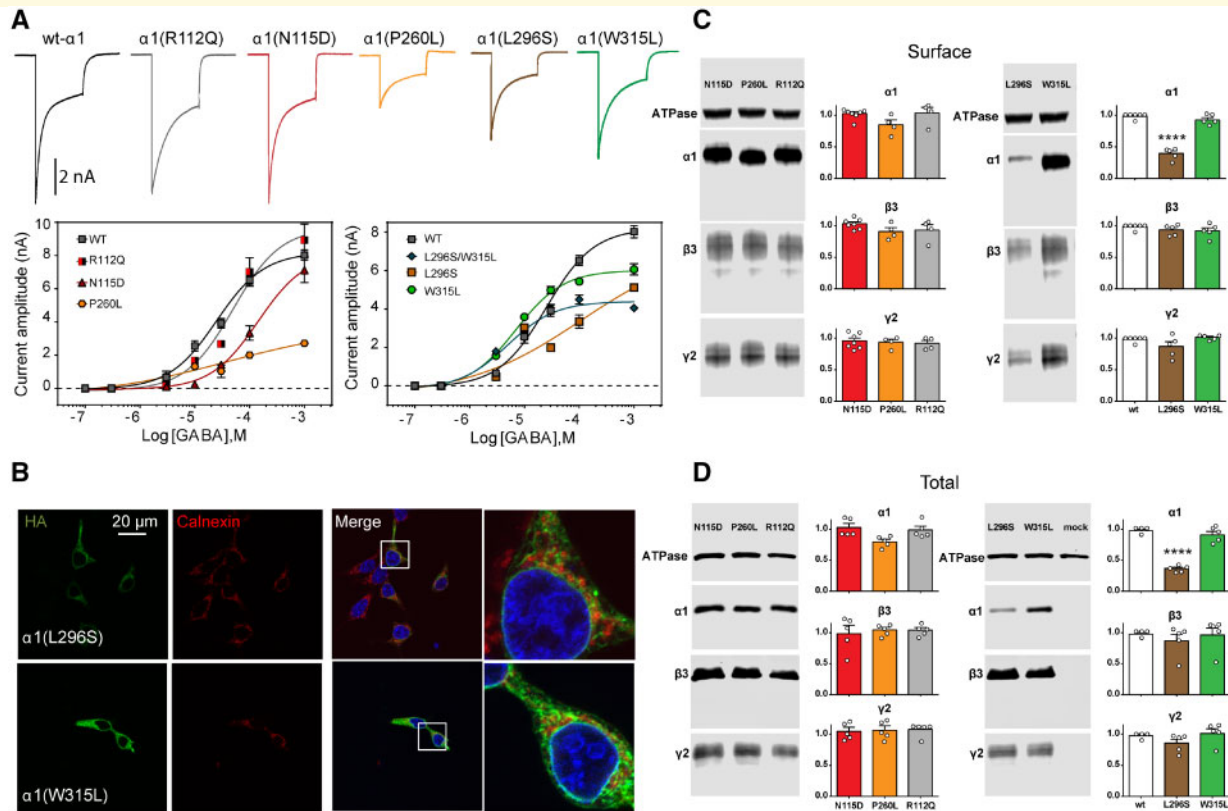 A
wt-α1 α1(R112Q) α1(N115D) α1(P260L) α1(L296S) α1(W315L)
2 nA
Current amplitude (nA)
10
8
6
4
2
0
WT
R112Q
N115D
P260L
-7 -6 -5 -4 -3 -2
Log [GABA],M
Current amplitude (nA)
8
6
4
2
0
WT
L296S/W315L
L296S
W315L
-7 -6 -5 -4 -3 -2
Log [GABA],M
B
HA
20 µm
Calnexin
Merge
α1(L296S)
α1(W315L)
C
Surface
N115D P260L R112Q
ATPase
α1
β3
γ2
α1
1.0
0.5
0.0
β3
1.0
0.5
0.0
γ2
1.0
0.5
0.0
N115D P260L R112Q
L296S W315L
ATPase
α1
β3
γ2
α1
****
1.0
0.5
0.0
β3
1.0
0.5
0.0
γ2
1.0
0.5
0.0
wt L296S W315L
D
Total
N115D P260L R112Q
ATPase
α1
β3
γ2
α1
1.0
0.5
0.0
β3
1.0
0.5
0.0
γ2
1.0
0.5
0.0
N115D P260L R112Q
L296S W315L mock
ATPase
α1
β3
γ2
α1
****
1.0
0.5
0.0
β3
1.0
0.5
0.0
γ2
1.0
0.5
0.0
wt L296S W315L